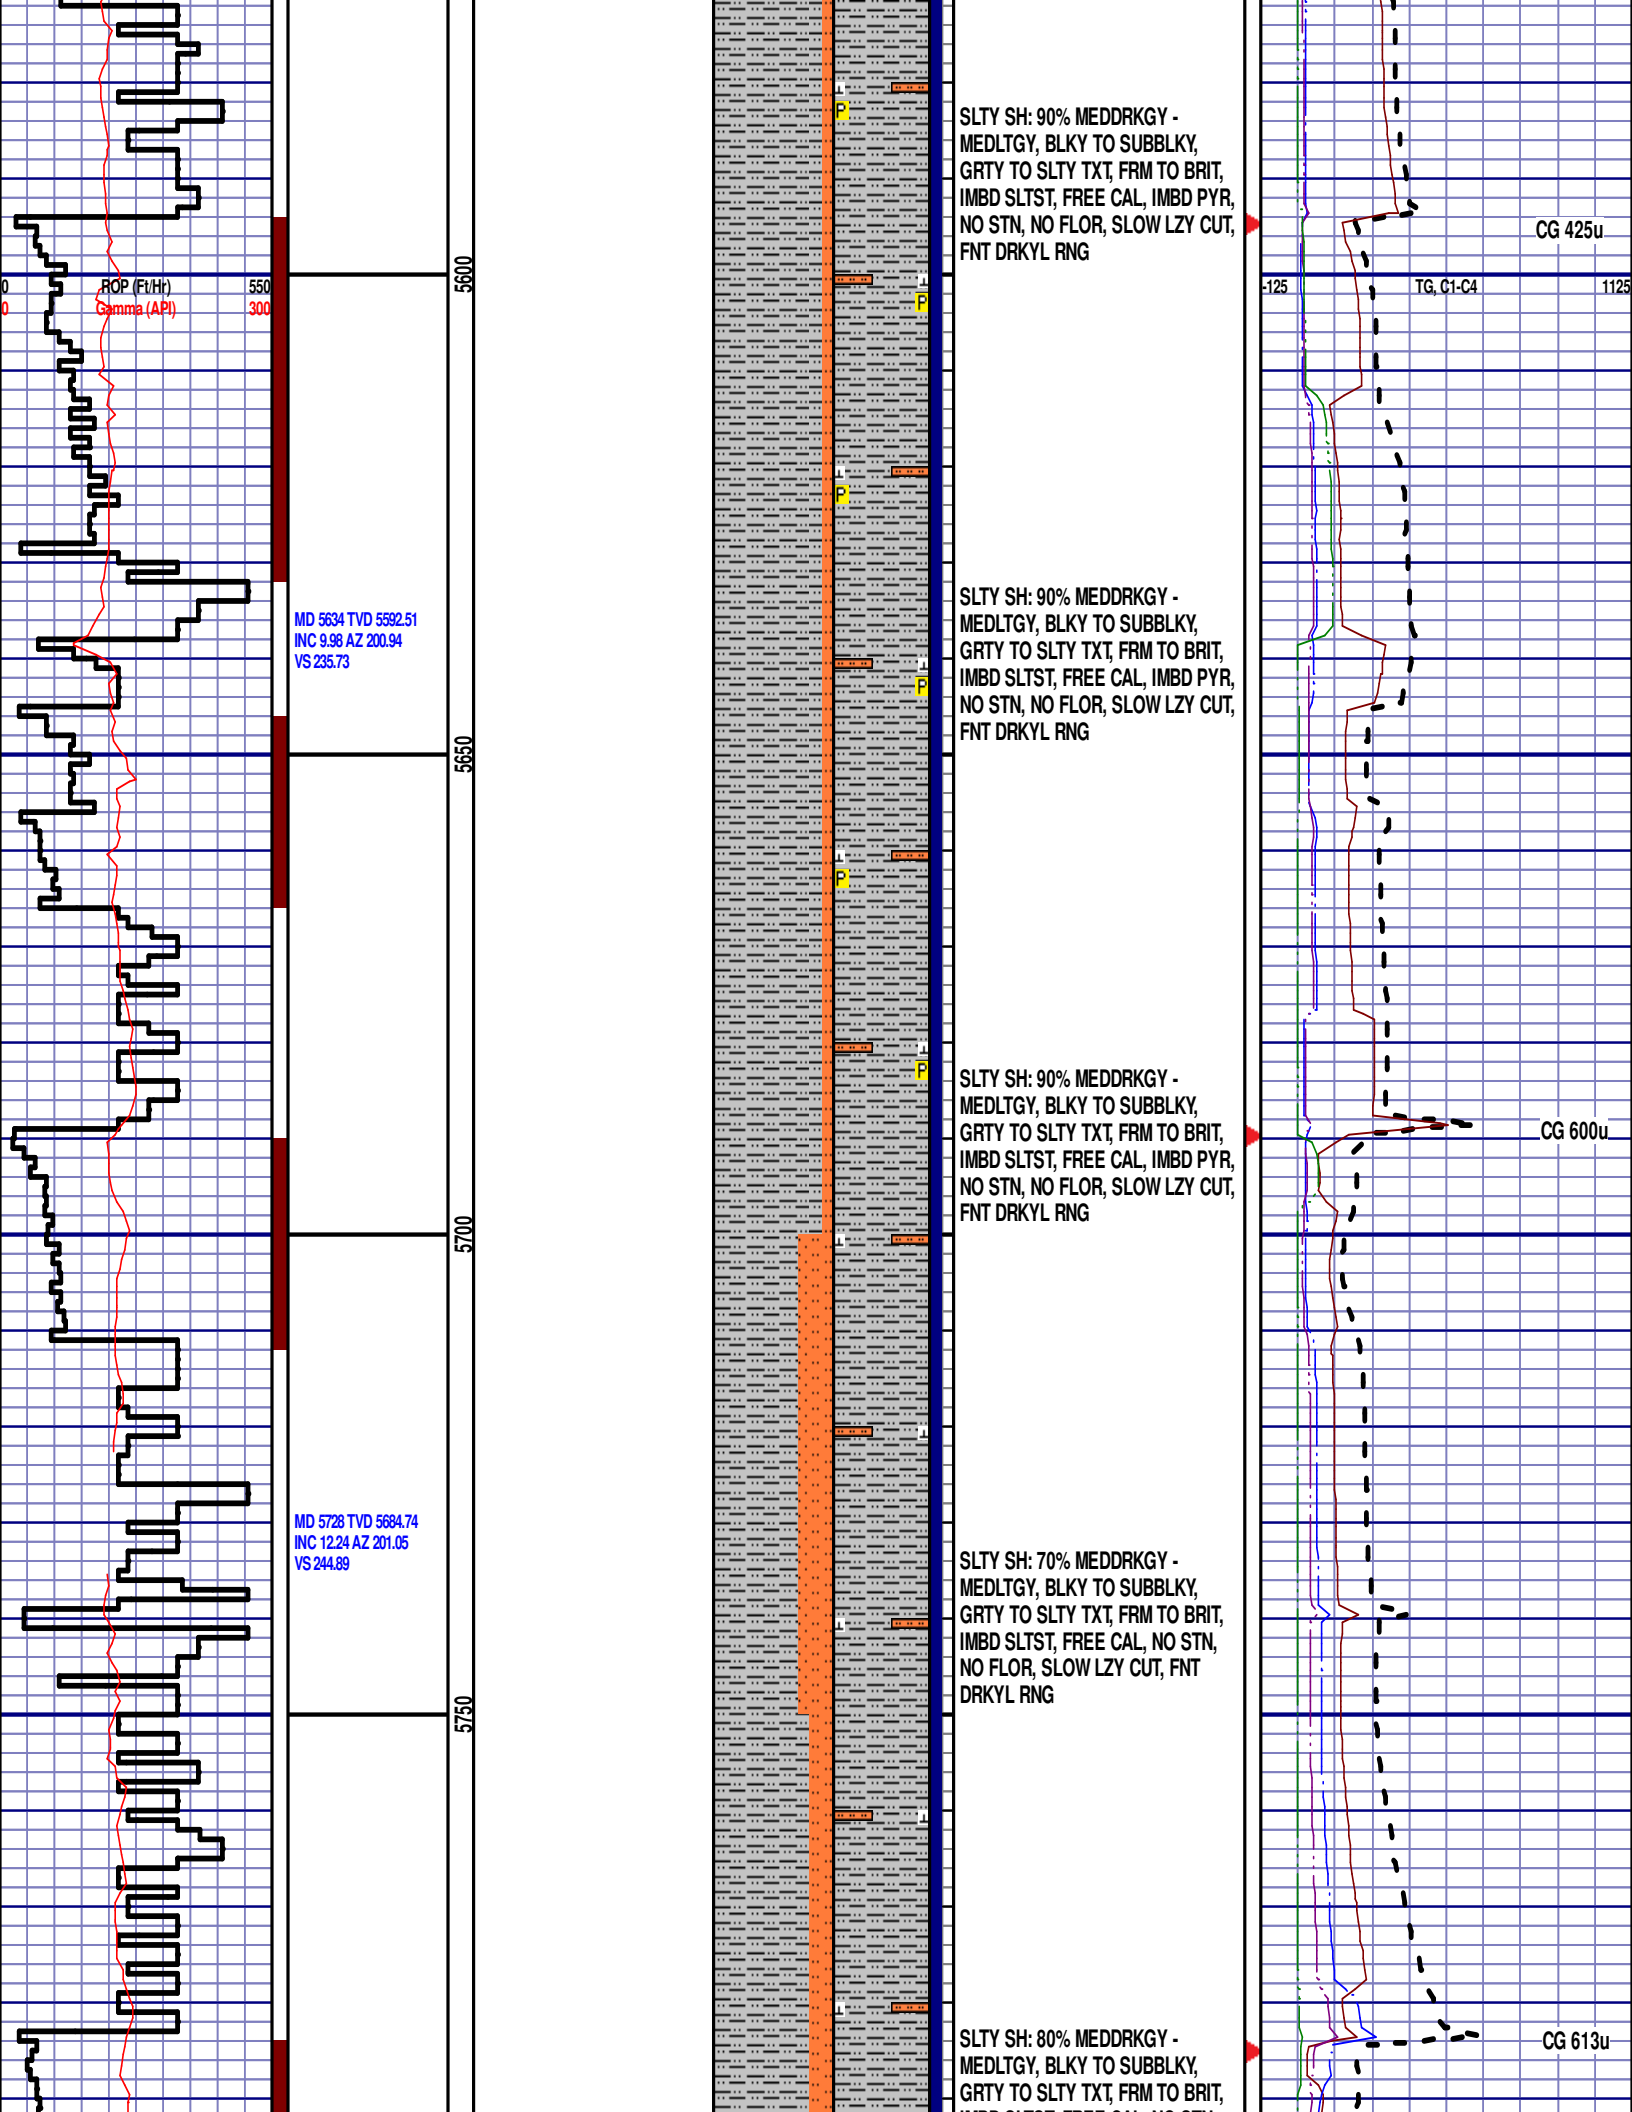 P
SLTY SH: 90% MEDDRKGY -
MEDLTGY, BLKY TO SUBBLKY,
GRTY TO SLTY TXT, FRM TO BRIT,
IMBD SLTST, FREE CAL, IMBD PYR,
NO STN, NO FLOR, SLOW LZY CUT,
FNT DRKYL RNG
CG 425u
5600
0 ROP (Ft/Hr) 550
0 Gamma (API) 300
-125 TG, C1-C4 1125
P
P
MD 5634 TVD 5592.51
INC 9.98 AZ 200.94
VS 235.73
SLTY SH: 90% MEDDRKGY -
MEDLTGY, BLKY TO SUBBLKY,
GRTY TO SLTY TXT, FRM TO BRIT,
IMBD SLTST, FREE CAL, IMBD PYR,
NO STN, NO FLOR, SLOW LZY CUT,
FNT DRKYL RNG
P
5650
P
P
SLTY SH: 90% MEDDRKGY -
MEDLTGY, BLKY TO SUBBLKY,
GRTY TO SLTY TXT, FRM TO BRIT,
IMBD SLTST, FREE CAL, IMBD PYR,
NO STN, NO FLOR, SLOW LZY CUT,
FNT DRKYL RNG
CG 600u
5700
MD 5728 TVD 5684.74
INC 12.24 AZ 201.05
VS 244.89
SLTY SH: 70% MEDDRKGY -
MEDLTGY, BLKY TO SUBBLKY,
GRTY TO SLTY TXT, FRM TO BRIT,
IMBD SLTST, FREE CAL, NO STN,
NO FLOR, SLOW LZY CUT, FNT
DRKYL RNG
5750
SLTY SH: 80% MEDDRKGY -
MEDLTGY, BLKY TO SUBBLKY,
GRTY TO SLTY TXT, FRM TO BRIT,
CG 613u